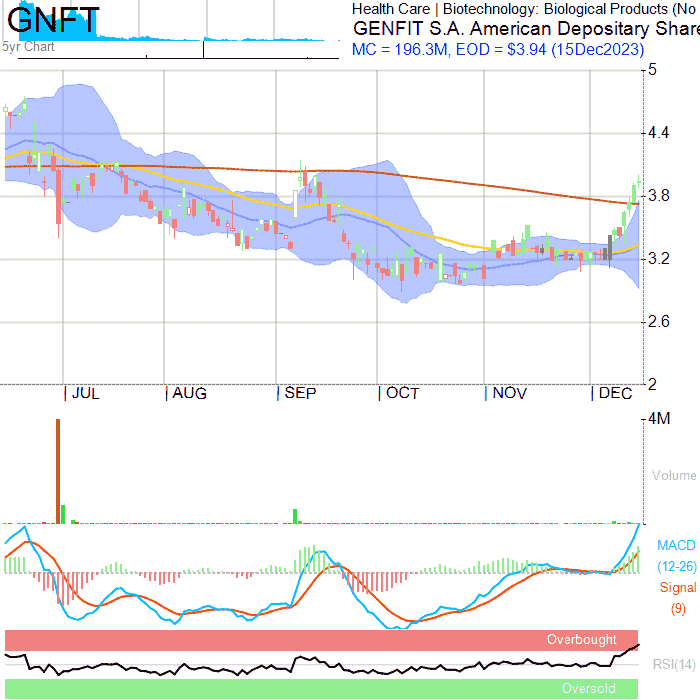 GNFT
5yr Chart
Health Care | Biotechnology: Biological Products (No
GENFIT S.A. American Depositary Share
MC = 196.3M, EOD = $3.94 (15Dec2023)
5
4.4
3.8
3.2
2.6
2
JUL AUG SEP OCT NOV DEC
4M
Volume
MACD
(12-26)
Signal
(9)
Overbought
RSI(14)
Oversold